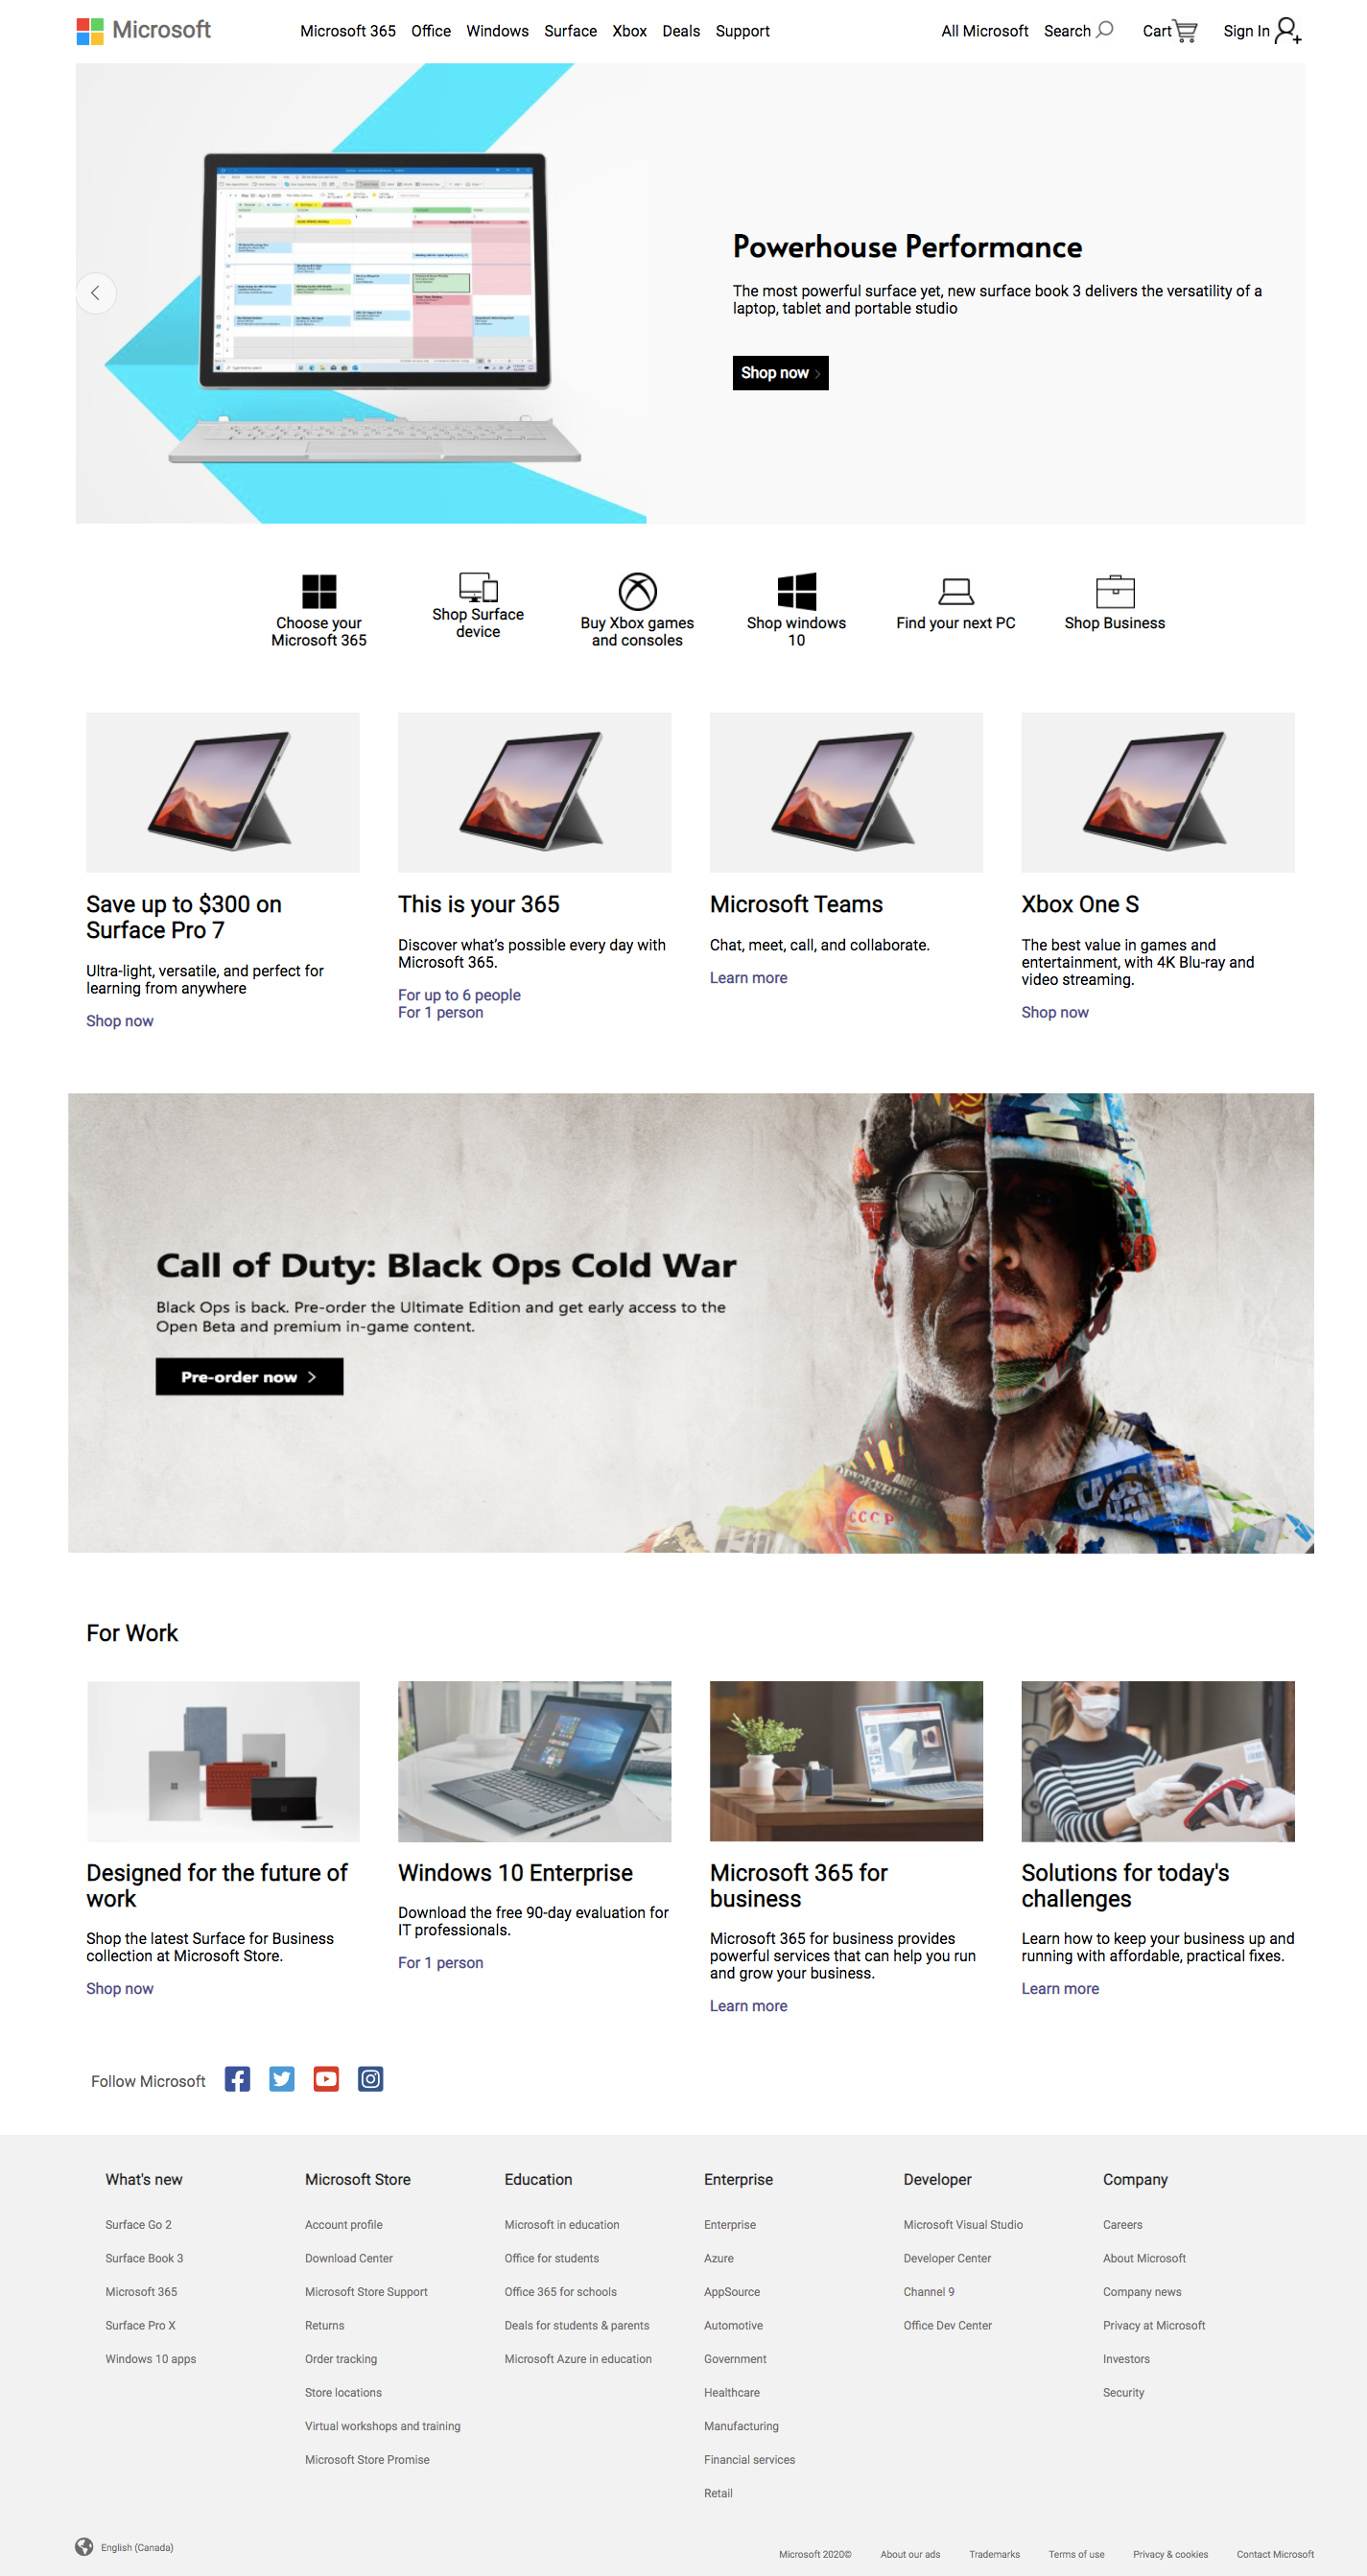 Microsoft
Microsoft 365 Office Windows Surface Xbox Deals Support
All Microsoft Search Cart Sign In
Powerhouse Performance
The most powerful surface yet, new surface book 3 delivers the versatility of a
laptop, tablet and portable studio
Shop now
Choose your
Microsoft 365
Shop Surface
device
Buy Xbox games
and consoles
Shop windows
10
Find your next PC
Shop Business
Save up to $300 on
Surface Pro 7
Ultra-light, versatile, and perfect for
learning from anywhere
Shop now
This is your 365
Discover what's possible every day with
Microsoft 365.
For up to 6 people
For 1 person
Microsoft Teams
Chat, meet, call, and collaborate.
Learn more
Xbox One S
The best value in games and
entertainment, with 4K Blu-ray and
video streaming.
Shop now
Call of Duty: Black Ops Cold War
Black Ops is back. Pre-order the Ultimate Edition and get early access to the
Open Beta and premium in-game content.
Pre-order now
CCCP
For Work
Designed for the future of
work
Shop the latest Surface for Business
collection at Microsoft Store.
Shop now
Windows 10 Enterprise
Download the free 90-day evaluation for
IT professionals.
For 1 person
Microsoft 365 for
business
Microsoft 365 for business provides
powerful services that can help you run
and grow your business.
Learn more
Solutions for today's
challenges
Learn how to keep your business up and
running with affordable, practical fixes.
Learn more
Follow Microsoft
What's new
Surface Go 2
Surface Book 3
Microsoft 365
Surface Pro X
Windows 10 apps
Microsoft Store
Account profile
Download Center
Microsoft Store Support
Returns
Order tracking
Store locations
Virtual workshops and training
Microsoft Store Promise
Education
Microsoft in education
Office for students
Office 365 for schools
Deals for students & parents
Microsoft Azure in education
Enterprise
Enterprise
Azure
AppSource
Automotive
Government
Healthcare
Manufacturing
Financial services
Retail
Developer
Microsoft Visual Studio
Developer Center
Channel 9
Office Dev Center
Company
Careers
About Microsoft
Company news
Privacy at Microsoft
Investors
Security
English (Canada)
Microsoft 2020© About our ads Trademarks Terms of use Privacy & cookies Contact Microsoft